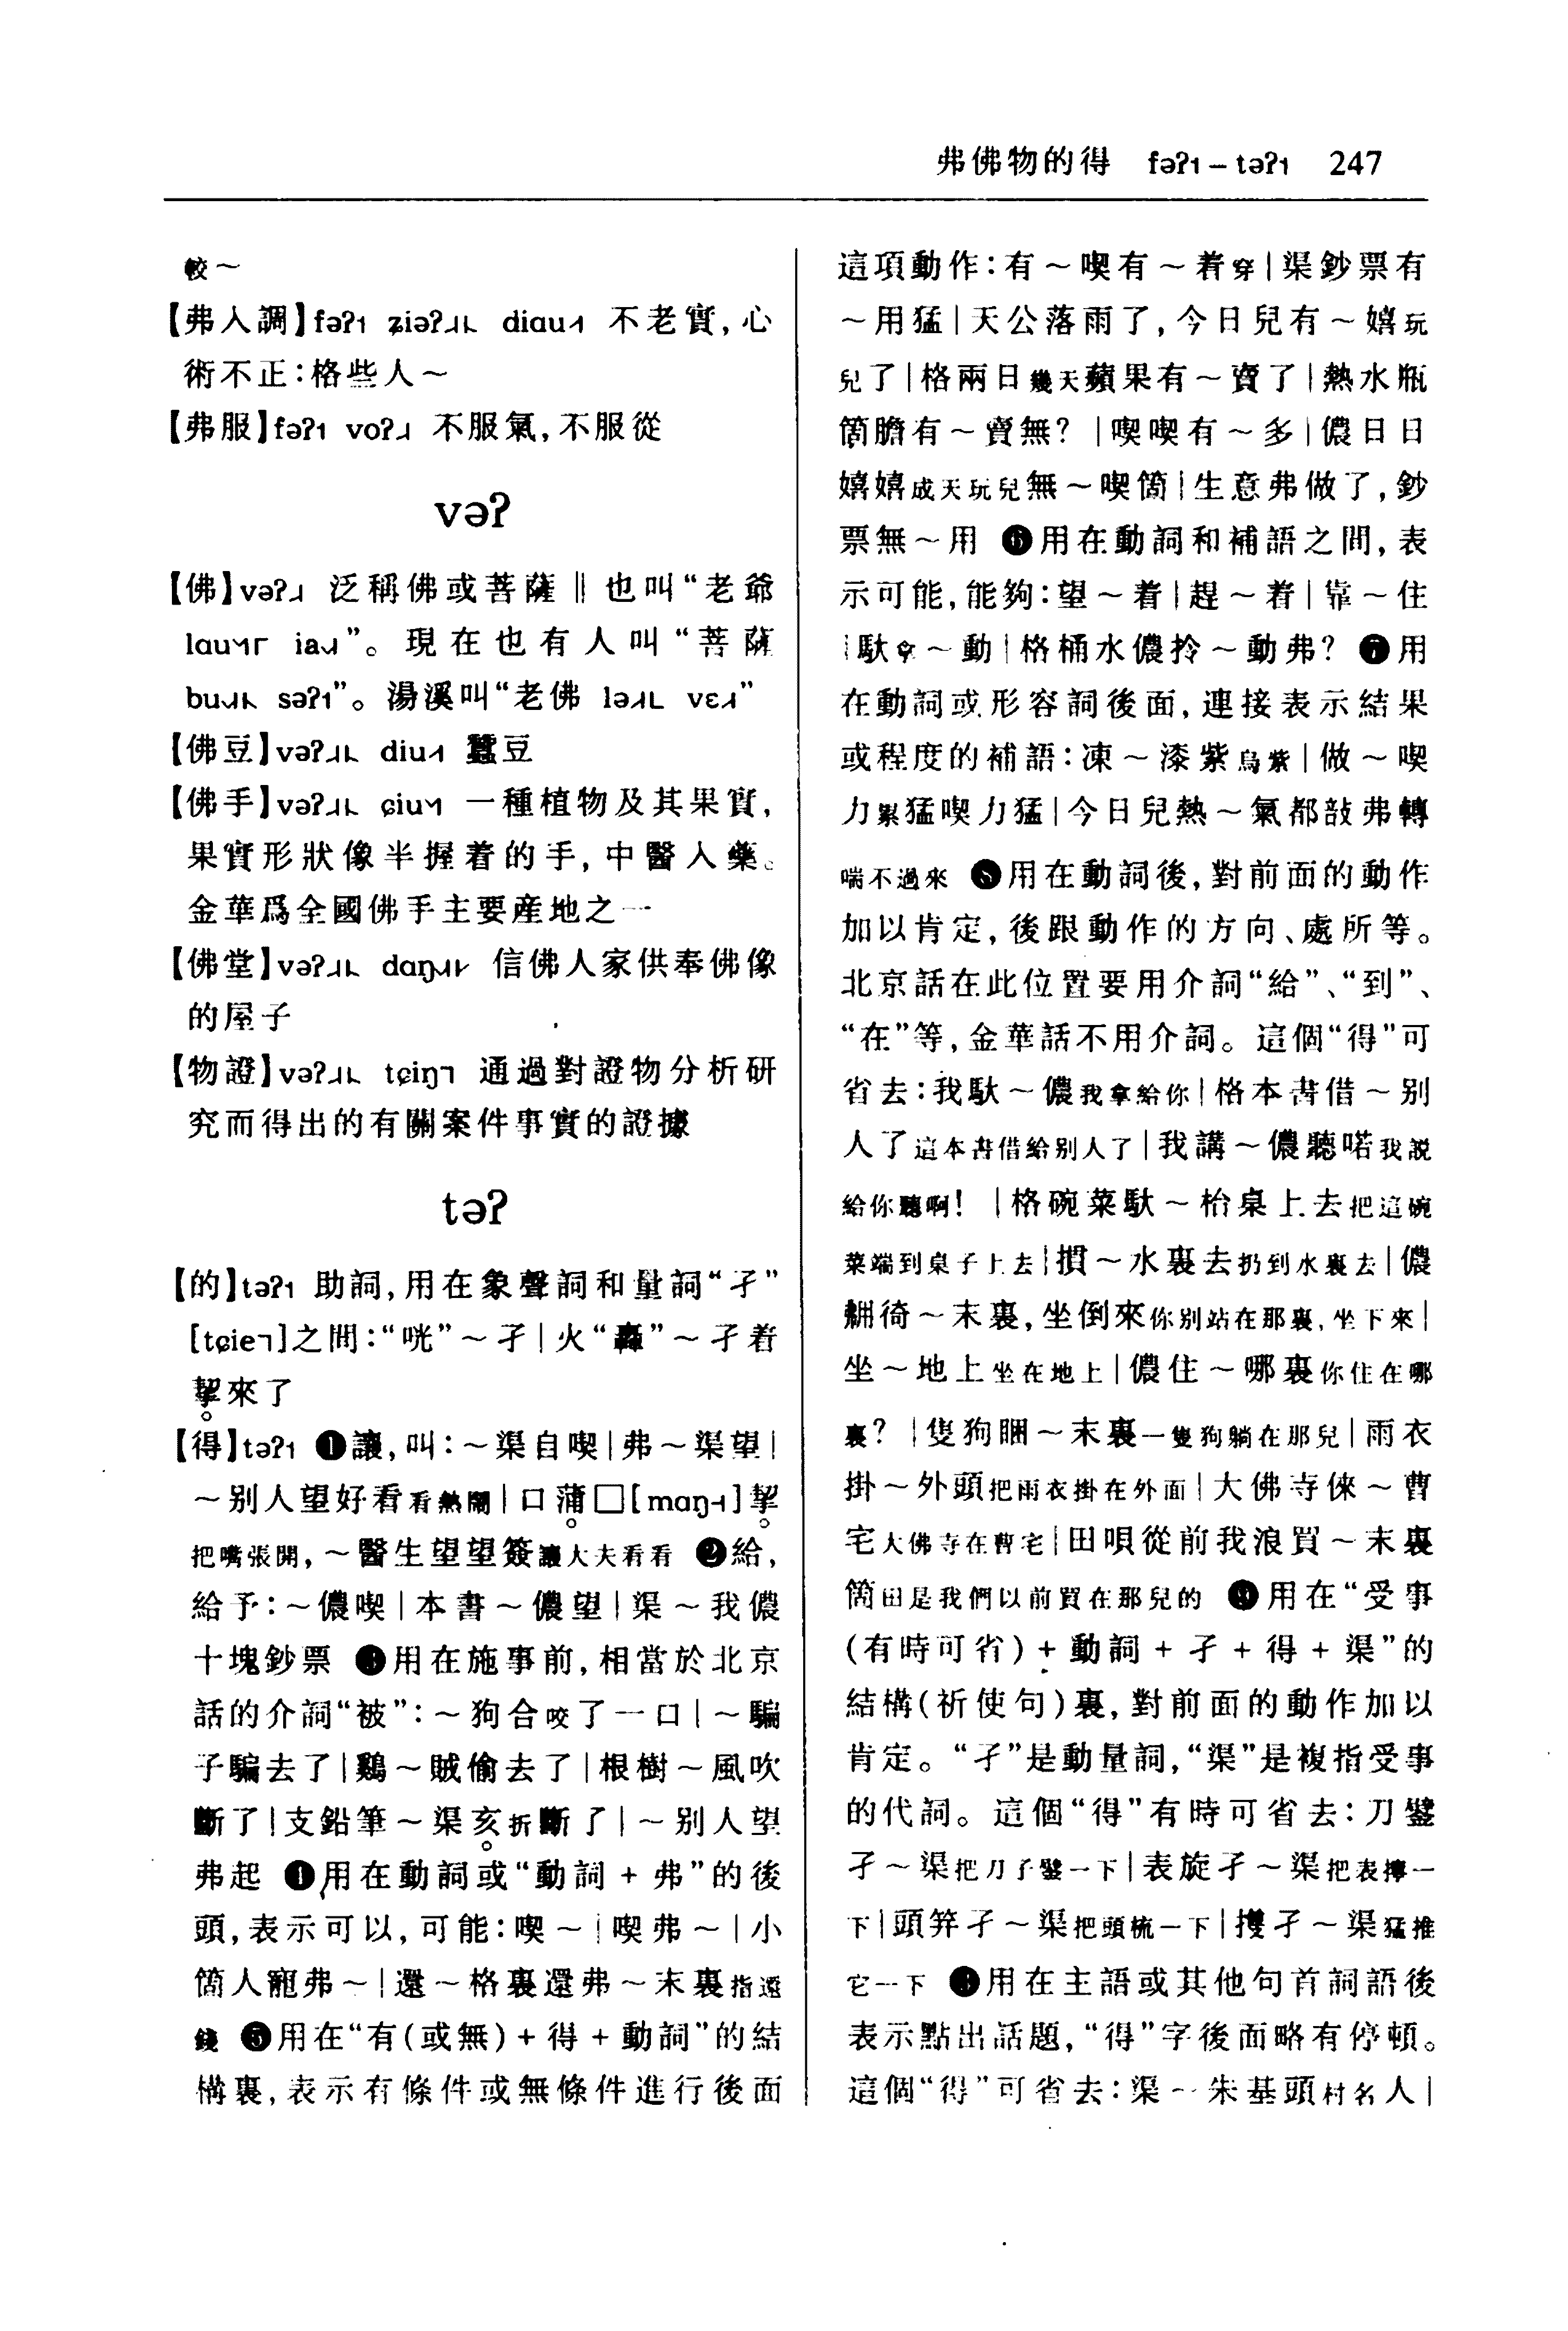 弗佛物的得 fəʔ˥–təʔ˥ 247
較～
【弗入調】fəʔ˥ ʑiəʔ diɑu 不老實,心
術不正:格些人～
【弗服】fəʔ˥ voʔ 不服氣,不服從
vəʔ
【佛】vəʔ 泛稱佛或菩薩‖也叫“老爺
lɑu ia”。現在也有人叫“菩薩
bu səʔ˥”。湯溪叫“老佛 lə vɛ”
【佛豆】vəʔ diu 蠶豆
【佛手】vəʔ ɕiu 一種植物及其果實,
果實形狀像半握着的手,中醫入藥。
金華爲全國佛手主要産地之一
【佛堂】vəʔ dɑŋ 信佛人家供奉佛像
的屋子
【物證】vəʔ tɕiŋ˥ 通過對證物分析研
究而得出的有關案件事實的證據
təʔ
【的】təʔ˥ 助詞,用在象聲詞和量詞“孑”
[tɕie˥]之間:“咣”～孑|火“轟”～孑着
挈來了
【得】təʔ˥ ❶讓,叫:～渠自喫|弗～渠望|
～别人望好看看熱鬧|口蒲□[mɑŋ]挈
把嘴張開,～醫生望望簽讓大夫看看 ❷給,
給予:～儂喫|本書～儂望|渠～我儂
十塊鈔票 ❸用在施事前,相當於北京
話的介詞“被”:～狗合咬了一口|～騙
子騙去了|鷄～賊偷去了|根樹～風吹
斷了|支鉛筆～渠亥折斷了|～别人望
弗起 ❹用在動詞或“動詞+弗”的後
頭,表示可以,可能:喫～|喫弗～|小
箇人寵弗～|還～格裏還弗～末裏指還
錢 ❺用在“有(或無)+得+動詞”的結
構裏,表示有條件或無條件進行後面
這項動作:有～喫有～着穿|渠鈔票有
～用猛|天公落雨了,今日兒有～嬉玩
兒了|格兩日幾天蘋果有～賣了|熱水瓶
箇膽有～賣無?|喫喫有～多|儂日日
嬉嬉成天玩兒無～喫箇|生意弗做了,鈔
票無～用 ❻用在動詞和補語之間,表
示可能,能夠:望～着|趕～着|靠～住
|馱拿～動|格桶水儂拎～動弗? ❼用
在動詞或形容詞後面,連接表示結果
或程度的補語:凍～漆紫烏紫|做～喫
力累猛喫力猛|今日兒熱～氣都敨弗轉
喘不過來 ❽用在動詞後,對前面的動作
加以肯定,後跟動作的方向、處所等。
北京話在此位置要用介詞“給”、“到”、
“在”等,金華話不用介詞。這個“得”可
省去:我馱～儂我拿給你|格本書借～别
人了這本書借給别人了|我講～儂聽喏我説
給你聽啊!|格碗菜馱～枱桌上去把這碗
菜端到桌子上去|摜～水裏去扔到水裏去|儂
覅徛～末裏,坐倒來你别站在那裏,坐下來|
坐～地上坐在地上|儂住～哪裏你住在哪
裏?|隻狗睏～末裏一隻狗躺在那兒|雨衣
掛～外頭把雨衣掛在外面|大佛寺倈～曹
宅大佛寺在曹宅|田唄從前我浪買～末裏
箇田是我們以前買在那兒的 ❾用在“受事
(有時可省)+動詞+孑+得+渠”的
結構(祈使句)裏,對前面的動作加以
肯定。“孑”是動量詞,“渠”是複指受事
的代詞。這個“得”有時可省去:刀鐾
孑～渠把刀子鐾一下|表旋孑～渠把表擰一
下|頭筓孑～渠把頭梳一下|㩳孑～渠猛推
它一下 ❿用在主語或其他句首詞語後
表示點出話題,“得”字後面略有停頓。
這個“得”可省去:渠～朱基頭村名人|